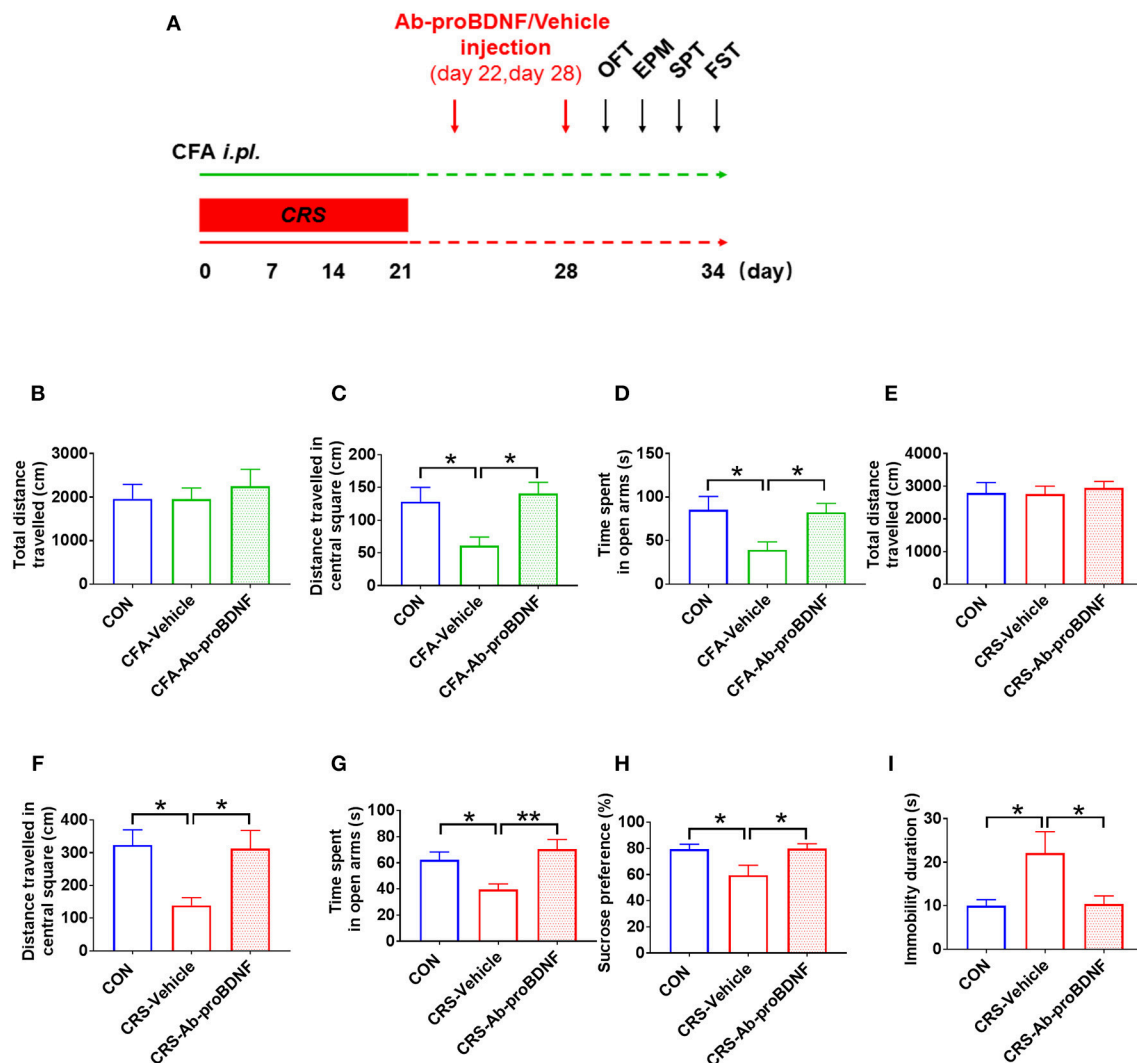 A
Ab-proBDNF/Vehicle
injection
(day 22,day 28)
OFT
EPM
SPT
FST
CFA i.pl.
CRS
0 7 14 21 28 34 (day)
B
Total distance
travelled (cm)
3000
2000
1000
0
CON
CFA-Vehicle
CFA-Ab-proBDNF
C
Distance travelled in
central square (cm)
200
150
100
50
0
* *
CON
CFA-Vehicle
CFA-Ab-proBDNF
D
Time spent
in open arms (s)
150
100
50
0
* *
CON
CFA-Vehicle
CFA-Ab-proBDNF
E
Total distance
travelled (cm)
4000
3000
2000
1000
0
CON
CRS-Vehicle
CRS-Ab-proBDNF
F
Distance travelled in
central square (cm)
400
300
200
100
0
* *
CON
CRS-Vehicle
CRS-Ab-proBDNF
G
Time spent
in open arms (s)
100
80
60
40
20
0
* **
CON
CRS-Vehicle
CRS-Ab-proBDNF
H
Sucrose preference (%)
100
80
60
40
20
0
* *
CON
CRS-Vehicle
CRS-Ab-proBDNF
I
Immobility duration (s)
30
20
10
0
* *
CON
CRS-Vehicle
CRS-Ab-proBDNF